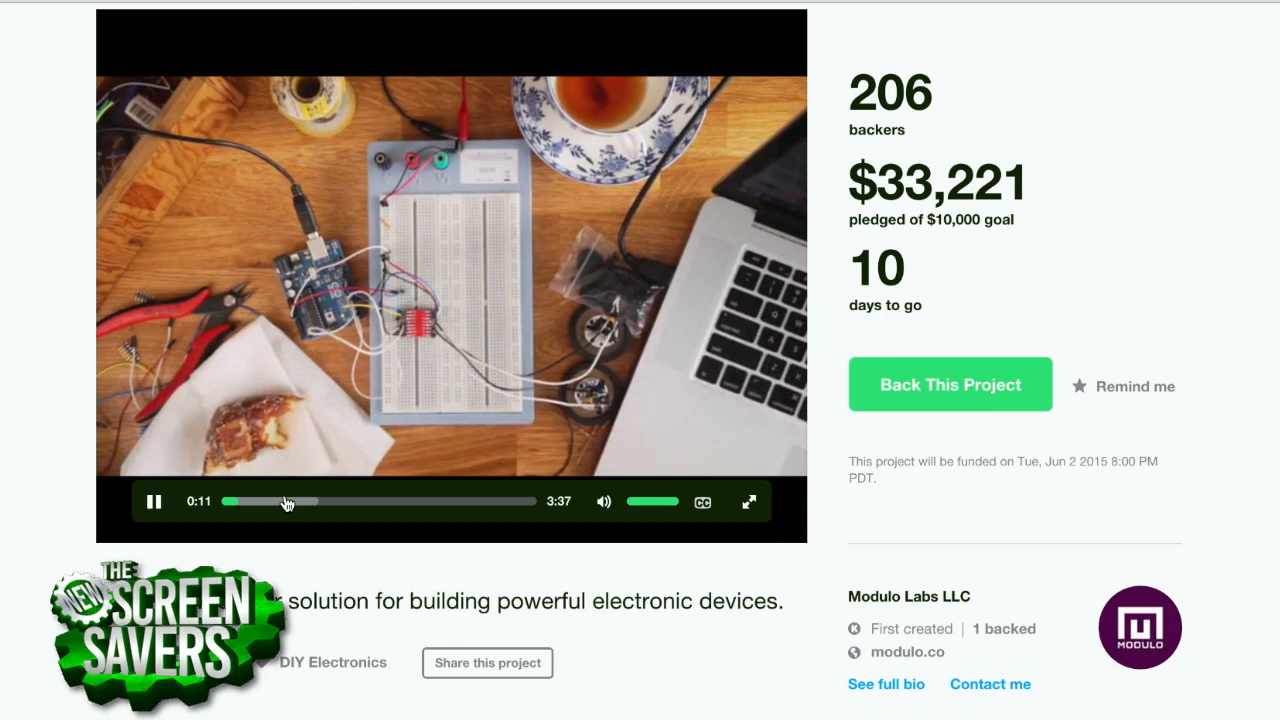 206
backers
$33,221
pledged of $10,000 goal
10
days to go
Back This Project
Remind me
This project will be funded on Tue, Jun 2 2015 8:00 PM
PDT.
0:11
3:37
CC
THE
NEW
SCREEN
SAVERS
r solution for building powerful electronic devices.
DIY Electronics
Share this project
Modulo Labs LLC
First created | 1 backed
modulo.co
See full bio Contact me
MODULO